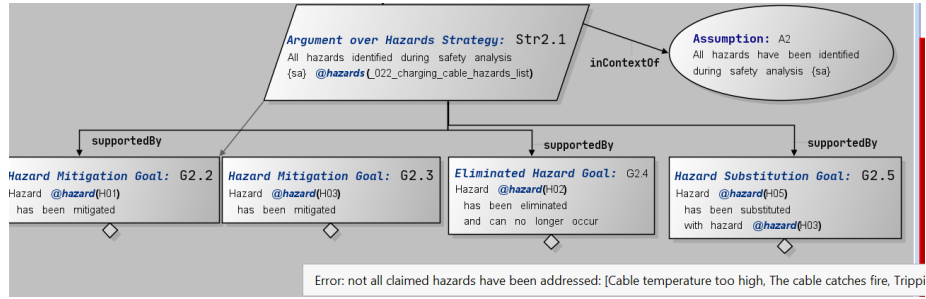 Argument over Hazards Strategy: Str2.1
All hazards identified during safety analysis
{sa} @hazards(_022_charging_cable_hazards_list)
Assumption: A2
All hazards have been identified
during safety analysis {sa}
inContextOf
supportedBy
supportedBy
supportedBy
Hazard Mitigation Goal: G2.2
Hazard @hazard(H01)
has been mitigated
Hazard Mitigation Goal: G2.3
Hazard @hazard(H03)
has been mitigated
Eliminated Hazard Goal: G2.4
Hazard @hazard(H02)
has been eliminated
and can no longer occur
Hazard Substitution Goal: G2.5
Hazard @hazard(H05)
has been substituted
with hazard @hazard(H03)
Error: not all claimed hazards have been addressed: [Cable temperature too high, The cable catches fire, Trippi